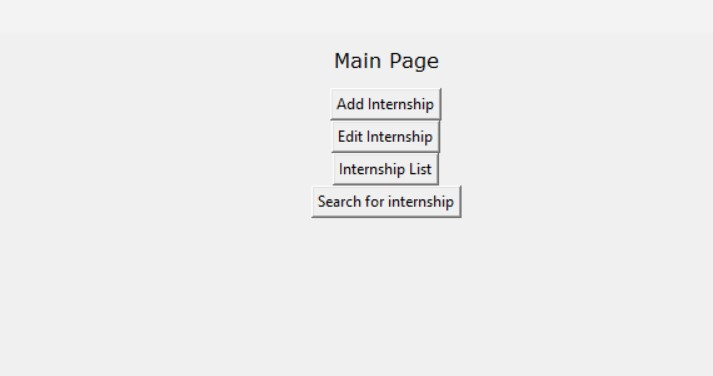 Main Page
Add Internship
Edit Internship
Internship List
Search for internship